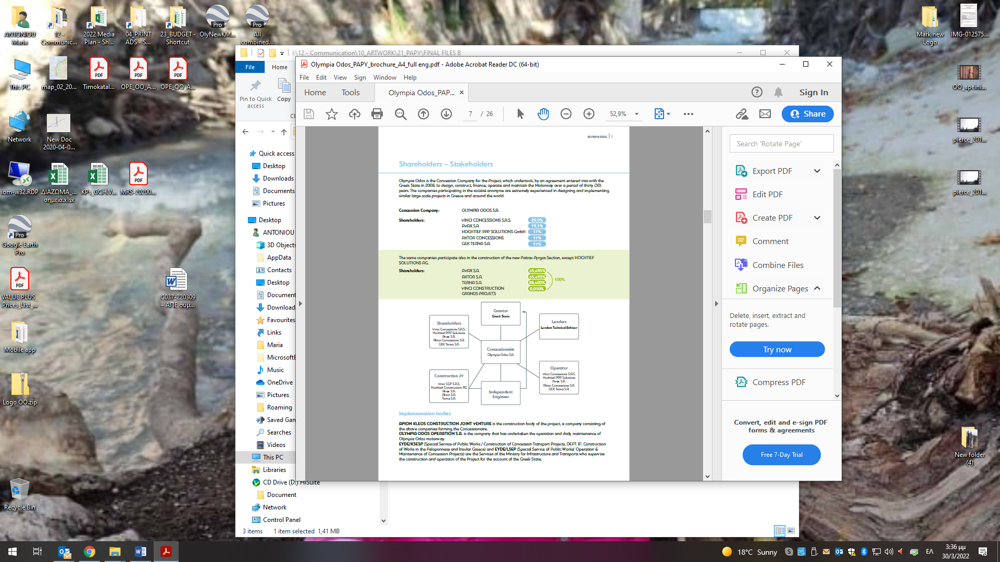 ANTONIOU
Maria
12 -
Communic...
2022 Media
Plan - Sh...
04_PRINT
ADS - S...
23_BUDGET -
Shortcut
OlyNewKM...
All
combined...
Mark new
Logo
IMG-012575...
This PC
map_02_20...
Timokatal...
OPE_OO_A...
OPE_OO_A...
OO_apeini...
Network
New Doc
2020-04-0...
pierce_201...
iom-w32.RDP
ΔΙΑΖΩΜΑ_...
σημεία.xlsx
KPs_GCH.V...
MRS-20200...
pierce_201...
Google Earth
Pro
VALUE PLUS_
Prices_List_...
C037-220309
– ΑΠΕ σύμ...
Mobile app
Logo OO.zip
New folder
(4)
Recycle Bin
I:\12 - Communication\10_ARTWORK\21_PAPY\FINAL FILES B
File
Home
Pin to Quick
access
Copy
Cl
Quick access
Desktop
Downloads
Documents
Pictures
Desktop
ANTONIOU
3D Objects
AppData
Contacts
Desktop
Document
Download
Favourites
Links
Maria
MicrosoftE
Music
OneDrive
Pictures
Roaming
Saved Gam
Searches
Videos
This PC
Libraries
CD Drive (D:) HiSuite
Document
Network
Control Panel
3 items
1 item selected 1,41 MB
Olympia Odos_PAPY_brochure_A4_full eng.pdf - Adobe Acrobat Reader DC (64-bit)
File Edit View Sign Window Help
Home Tools Olympia Odos_PAP... × Sign In
7 / 26 52,9% Share
OLYMPIA ODOS | 7
Shareholders – Stakeholders
Olympia Odos is the Concession Company for the Project, which undertook, by an agreement entered into with the
Greek State in 2008, to design, construct, finance, operate and maintain the Motorway over a period of thirty (30)
years. The companies participating in the société anonyme are extremely experienced in designing and implementing
similar large scale projects in Greece and around the world.
Concession Company: OLYMPIA ODOS S.A.
Shareholders: VINCI CONCESSIONS S.A.S. 29,9%
AVAX S.A. 19,1%
HOCHTIEF PPP SOLUTIONS GmbH 17%
AKTOR CONCESSIONS 17%
GEK TERNA S.A. 17%
The same companies participate also in the construction of the new Patras-Pyrgos Section, except HOCHTIEF
SOLUTIONS AG.
Shareholders: AVAX S.A. 35,695%
AKTOR S.A. 35,695%
TERNA S.A. 28,600%
VINCI CONSTRUCTION 0,010%
GRANDS PROJETS
100%
Grantor
Greek State
Shareholders
Vinci Concessions S.A.S.
Hochtief PPP Solutions
Avax S.A.
Aktor Concessions S.A.
GEK Terna S.A.
Lenders
Lenders Technical Advisor
Concessionaire
Olympia Odos S.A.
Construction JV
Vinci CGP S.A.S.
Hochtief Construction AG
Avax S.A.
Aktor S.A.
Terna S.A.
Operator
Vinci Concessions S.A.S.
Hochtief PPP Solutions
Avax S.A.
Aktor Concessions S.A.
GEK Terna S.A.
Independent
Engineer
Implementation bodies
APION KLEOS CONSTRUCTION JOINT VENTURE is the construction body of the project, a company consisting of
the above companies forming the Concessionaire.
OLYMPIA ODOS OPERATION S.A. is the company that has undertaken the operation and daily maintenance of
Olympia Odos motorway.
EYDE/KSESP (Special Service of Public Works / Construction of Concession Transport Projects, DEPT. B': Construction
of Works in the Peloponnese and Insular Greece) and EYDE/LSEP (Special Service of Public Works/ Operation &
Maintenance of Concession Projects) are the Services of the Ministry for Infrastructure and Transports who supervise
the construction and operation of the Project for the account of the Greek State.
Search 'Rotate Page'
Export PDF
Edit PDF
Create PDF
Comment
Combine Files
Organize Pages
Delete, insert, extract and
rotate pages.
Try now
Compress PDF
Convert, edit and e-sign PDF
forms & agreements
Free 7-Day Trial
18°C Sunny
ΕΛ
3:36 μμ
30/3/2022